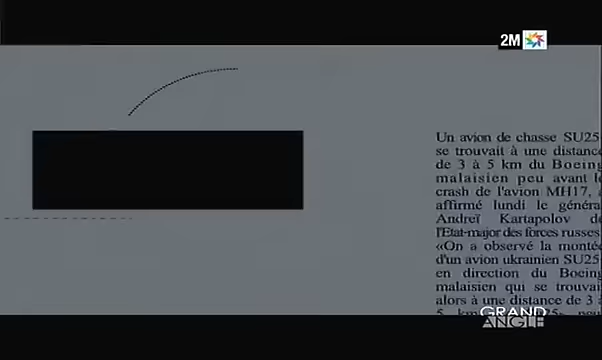 2M
Un avion de chasse SU25
se trouvait à une distance
de 3 à 5 km du Boeing
malaisien peu avant le
crash de l'avion MH17, a
affirmé lundi le général
Andreï Kartapolov de
l'Etat-major des forces russes
«On a observé la montée
d'un avion ukrainien SU25
en direction du Boeing
malaisien qui se trouvait
alors à une distance de 3 à
5 km
GRAND
ANGLE